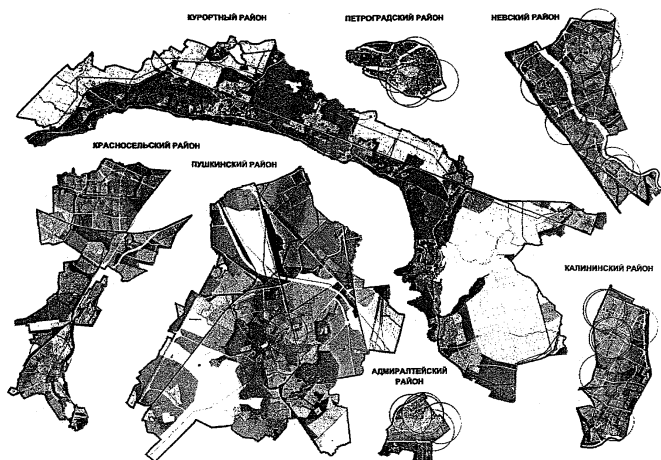 КУРОРТНЫЙ РАЙОН
ПЕТРОГРАДСКИЙ РАЙОН
НЕВСКИЙ РАЙОН
КРАСНОСЕЛЬСКИЙ РАЙОН
ПУШКИНСКИЙ РАЙОН
КАЛИНИНСКИЙ РАЙОН
АДМИРАЛТЕЙСКИЙ
РАЙОН